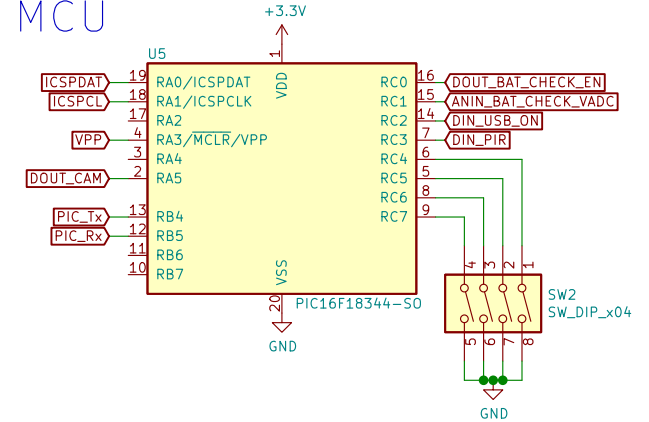 MCU
+3.3V
U5
1
VDD
ICSPDAT 19 RA0/ICSPDAT RC0 16 DOUT_BAT_CHECK_EN
ICSPCL 18 RA1/ICSPCLK RC1 15 ANIN_BAT_CHECK_VADC
17 RA2 RC2 14 DIN_USB_ON
VPP 4 RA3/MCLR/VPP RC3 7 DIN_PIR
3 RA4 RC4 6
DOUT_CAM 2 RA5 RC5 5
RC6 8
PIC_Tx 13 RB4 RC7 9
PIC_Rx 12 RB5
11 RB6
10 RB7
VSS
20
PIC16F18344-SO
GND
4 3 2 1
SW2
SW_DIP_x04
5 6 7 8
GND